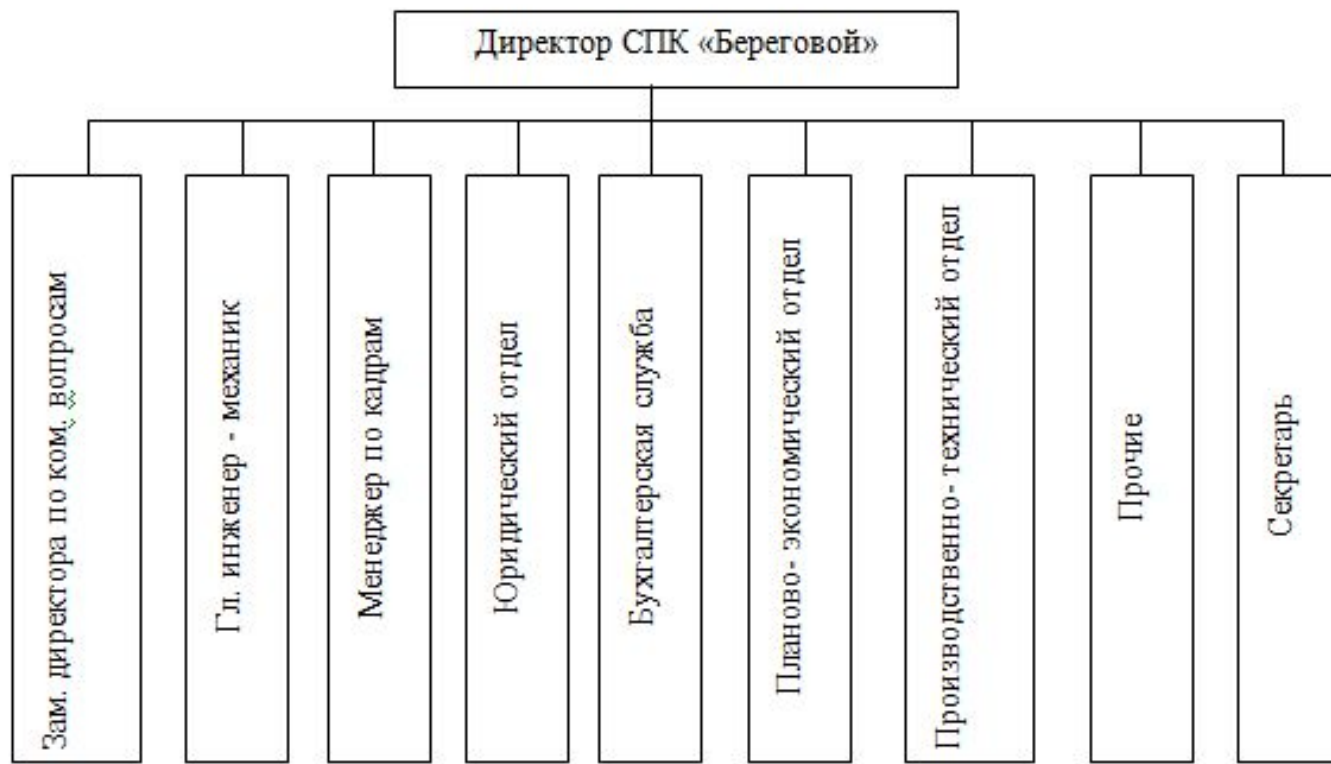 Директор СПК «Береговой»
Зам. директора по ком. вопросам
Гл. инженер - механик
Менеджер по кадрам
Юридический отдел
Бухгалтерская служба
Планово- экономический отдел
Производственно- технический отдел
Прочие
Секретарь